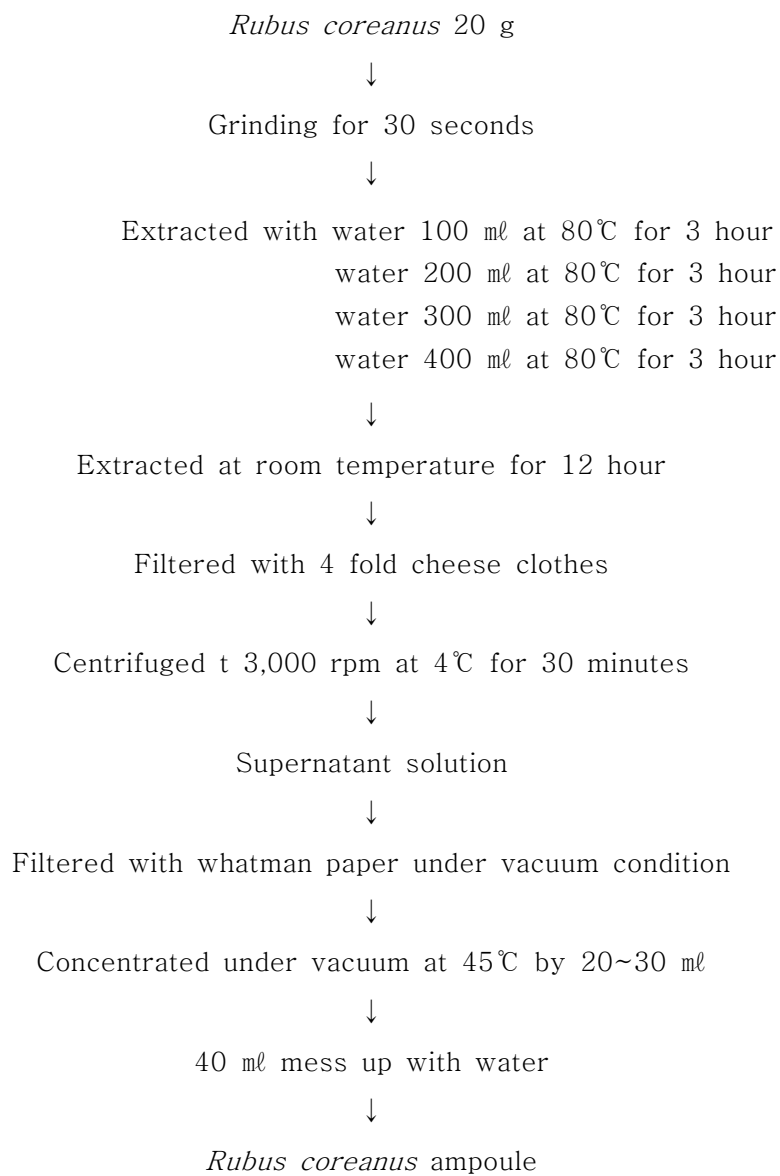 Rubus coreanus 20 g
↓
Grinding for 30 seconds
↓
Extracted with water 100 ㎖ at 80℃ for 3 hour
water 200 ㎖ at 80℃ for 3 hour
water 300 ㎖ at 80℃ for 3 hour
water 400 ㎖ at 80℃ for 3 hour
↓
Extracted at room temperature for 12 hour
↓
Filtered with 4 fold cheese clothes
↓
Centrifuged t 3,000 rpm at 4℃ for 30 minutes
↓
Supernatant solution
↓
Filtered with whatman paper under vacuum condition
↓
Concentrated under vacuum at 45℃ by 20~30 ㎖
↓
40 ㎖ mess up with water
↓
Rubus coreanus ampoule